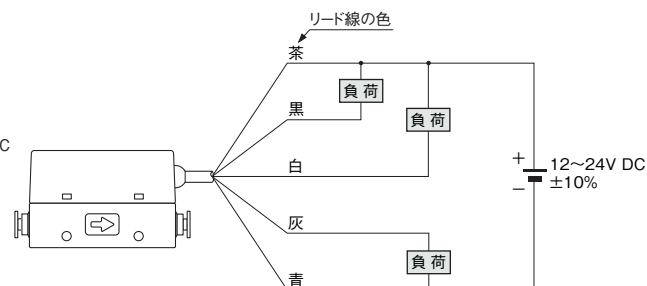 リード線の色
茶
負 荷
黒
負 荷
C
白
+
12～24V DC
－
±10%
灰
負 荷
青